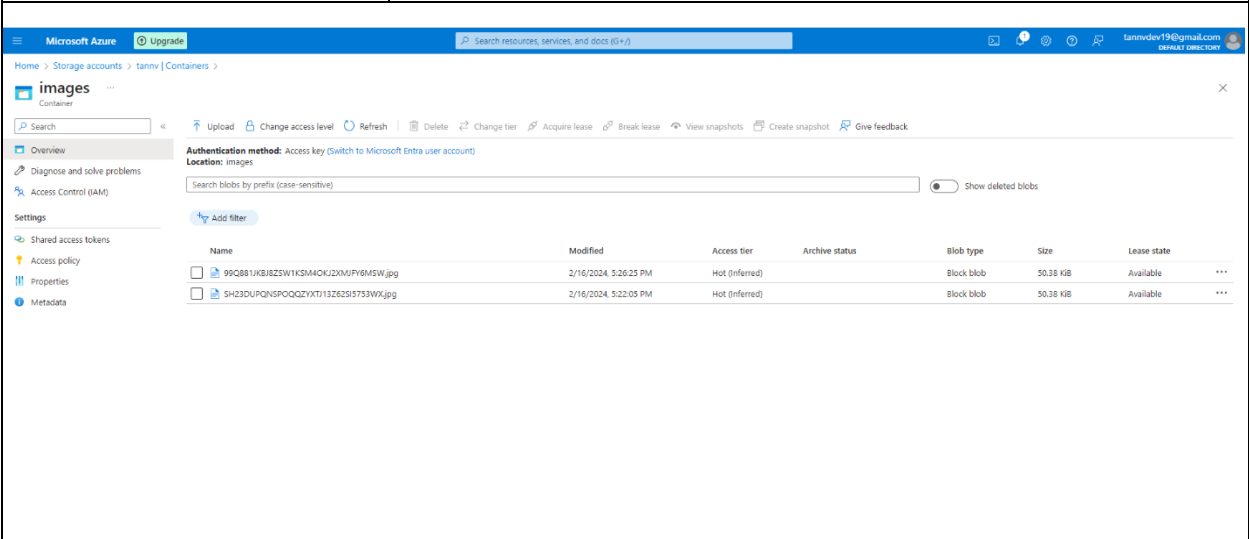 Microsoft Azure Upgrade Search resources, services, and docs (G+/) 1 tannvdev19@gmail.com
DEFAULT DIRECTORY
Home > Storage accounts > tannv | Containers >
images ...
Container
Search Upload Change access level Refresh Delete Change tier Acquire lease Break lease View snapshots Create snapshot Give feedback
Overview
Diagnose and solve problems
Access Control (IAM)
Settings
Shared access tokens
Access policy
Properties
Metadata
Authentication method: Access key (Switch to Microsoft Entra user account)
Location: images
Search blobs by prefix (case-sensitive) Show deleted blobs
Add filter
Name Modified Access tier Archive status Blob type Size Lease state
99Q881JKBJ8ZSW1KSM4OKJ2XMJFY6MSW.jpg 2/16/2024, 5:26:25 PM Hot (Inferred) Block blob 50.38 KiB Available ...
SH23DUPQNSPOQQZYXTJ13Z62SI5753WX.jpg 2/16/2024, 5:22:05 PM Hot (Inferred) Block blob 50.38 KiB Available ...